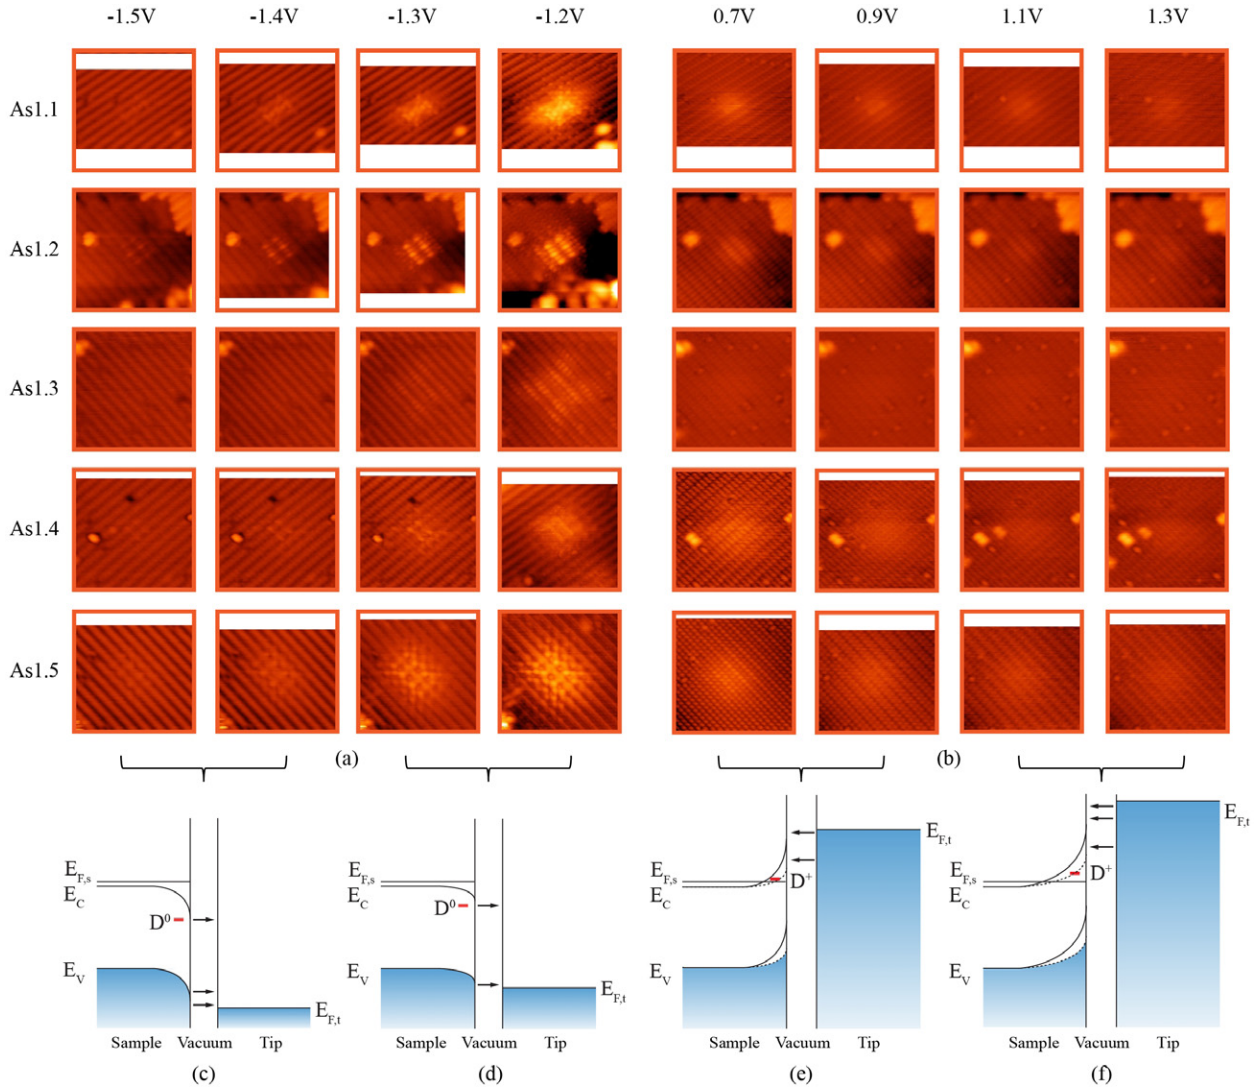 -1.5V -1.4V -1.3V -1.2V 0.7V 0.9V 1.1V 1.3V
As1.1
As1.2
As1.3
As1.4
As1.5
(a) (b)
E_F,s
E_C
D⁰
E_V
E_F,t
Sample Vacuum Tip
(c)
E_F,s
E_C
D⁰
E_V
E_F,t
Sample Vacuum Tip
(d)
E_F,s
E_C
D⁺
E_V
E_F,t
Sample Vacuum Tip
(e)
E_F,s
E_C
D⁺
E_V
E_F,t
Sample Vacuum Tip
(f)